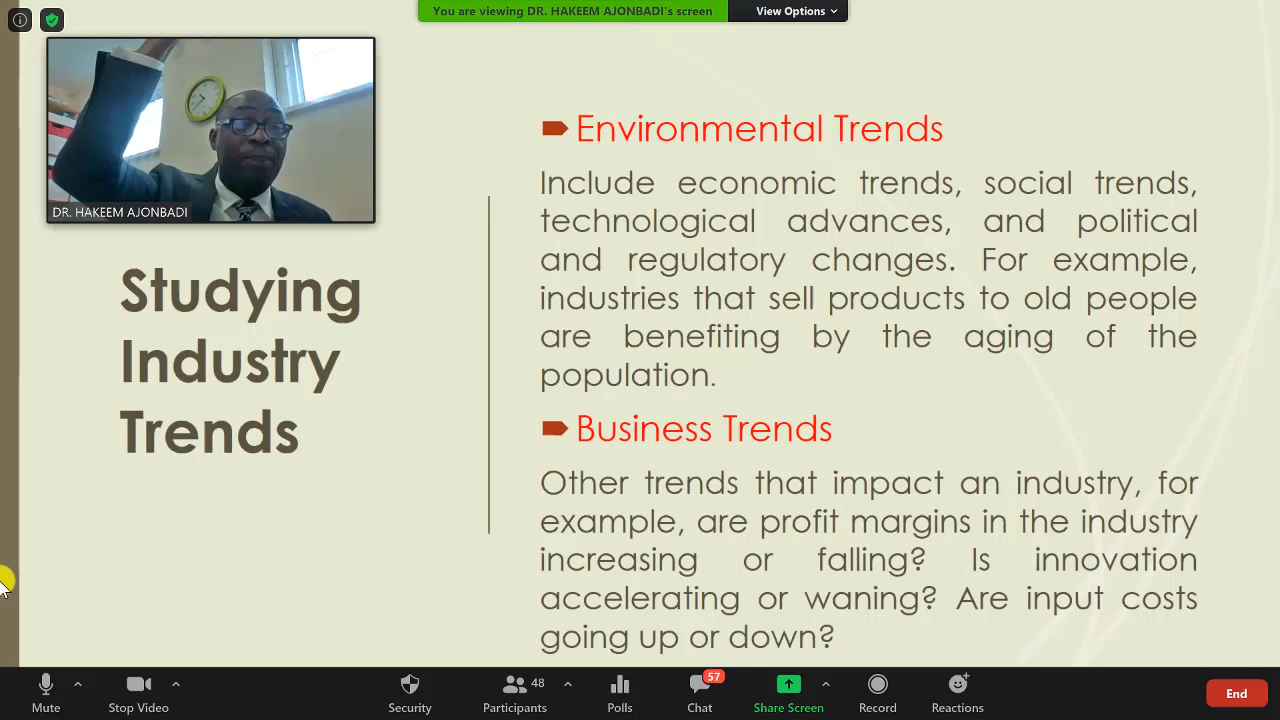 You are viewing DR. HAKEEM AJONBADI's screen
View Options
DR. HAKEEM AJONBADI
Studying
Industry
Trends
Environmental Trends
Include economic trends, social trends,
technological advances, and political
and regulatory changes. For example,
industries that sell products to old people
are benefiting by the aging of the
population.
Business Trends
Other trends that impact an industry, for
example, are profit margins in the industry
increasing or falling? Is innovation
accelerating or waning? Are input costs
going up or down?
Mute
Stop Video
Security
48
Participants
Polls
57
Chat
Share Screen
Record
Reactions
End